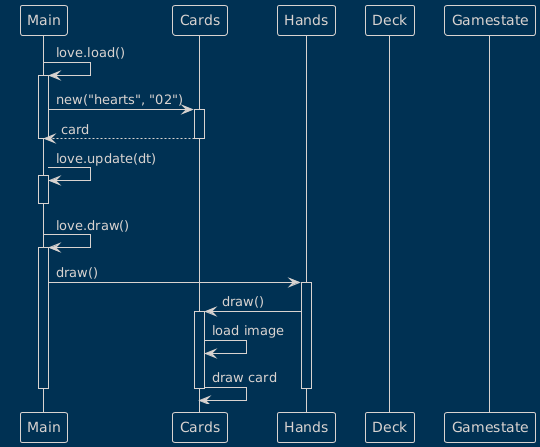 Main Cards Hands Deck Gamestate
love.load()
new("hearts", "02")
card
love.update(dt)
love.draw()
draw()
draw()
load image
draw card
Main Cards Hands Deck Gamestate